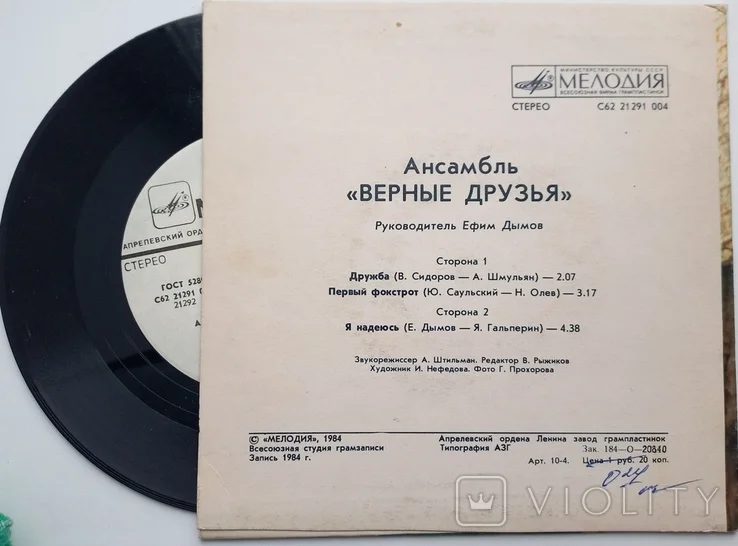 МИНИСТЕРСТВО КУЛЬТУРЫ СССР
МЕЛОДИЯ
ВСЕСОЮЗНАЯ ФИРМА ГРАМПЛАСТИНОК
СТЕРЕО С62 21291 004
Ансамбль
«ВЕРНЫЕ ДРУЗЬЯ»
Руководитель Ефим Дымов
Сторона 1
Дружба (В. Сидоров — А. Шмульян) — 2.07
Первый фокстрот (Ю. Саульский — Н. Олев) — 3.17
Сторона 2
Я надеюсь (Е. Дымов — Я. Гальперин) — 4.38
Звукорежиссер А. Штильман. Редактор В. Рыжиков
Художник И. Нефедова. Фото Г. Прохорова
© «МЕЛОДИЯ», 1984
Всесоюзная студия грамзаписи
Запись 1984 г.
Апрелевский ордена Ленина завод грампластинок
Типография АЗГ Зак. 184—О—20840
Арт. 10-4. Цена 1 руб. 20 коп.
М
АПРЕЛЕВСКИЙ ОРД
СТЕРЕО
ГОСТ 528
С62 21291 0
21292
А
VIOLITY